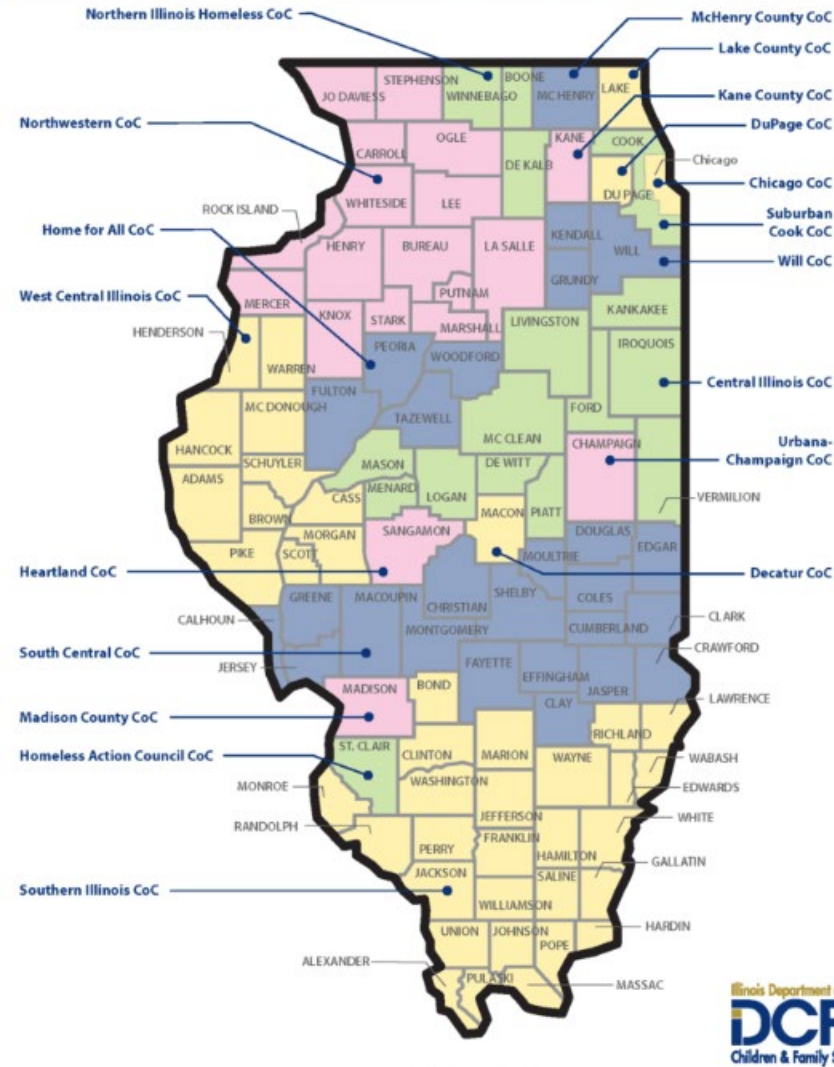 Northern Illinois Homeless CoC
McHenry County CoC
Lake County CoC
Kane County CoC
DuPage CoC
Chicago
Chicago CoC
Suburban
Cook CoC
Will CoC
Northwestern CoC
ROCK ISLAND
Home for All CoC
West Central Illinois CoC
HENDERSON
Central Illinois CoC
Urbana-
Champaign CoC
VERMILION
Heartland CoC
Decatur CoC
CALHOUN
CLARK
CRAWFORD
South Central CoC
JERSEY
LAWRENCE
Madison County CoC
Homeless Action Council CoC
MONROE
RANDOLPH
WABASH
EDWARDS
WHITE
GALLATIN
Southern Illinois CoC
HARDIN
ALEXANDER
MASSAC
JO DAVIESS
STEPHENSON
WINNEBAGO
BOONE
MC HENRY
LAKE
CARROLL
OGLE
DE KALB
KANE
COOK
DU PAGE
WHITESIDE
LEE
HENRY
BUREAU
LA SALLE
KENDALL
WILL
GRUNDY
MERCER
KNOX
STARK
PUTNAM
MARSHALL
LIVINGSTON
KANKAKEE
IROQUOIS
WARREN
PEORIA
WOODFORD
FULTON
TAZEWELL
MC DONOUGH
HANCOCK
MC CLEAN
FORD
CHAMPAIGN
SCHUYLER
MASON
DE WITT
ADAMS
CASS
MENARD
LOGAN
BROWN
MACON
PIATT
MORGAN
SANGAMON
DOUGLAS
PIKE
SCOTT
MOULTRIE
EDGAR
GREENE
MACOUPIN
CHRISTIAN
SHELBY
COLES
MONTGOMERY
CUMBERLAND
FAYETTE
EFFINGHAM
JASPER
MADISON
BOND
CLAY
RICHLAND
ST. CLAIR
CLINTON
MARION
WAYNE
WASHINGTON
JEFFERSON
PERRY
FRANKLIN
HAMILTON
JACKSON
SALINE
WILLIAMSON
UNION
JOHNSON
POPE
PULASKI
Illinois Department
DCF
Children & Family S